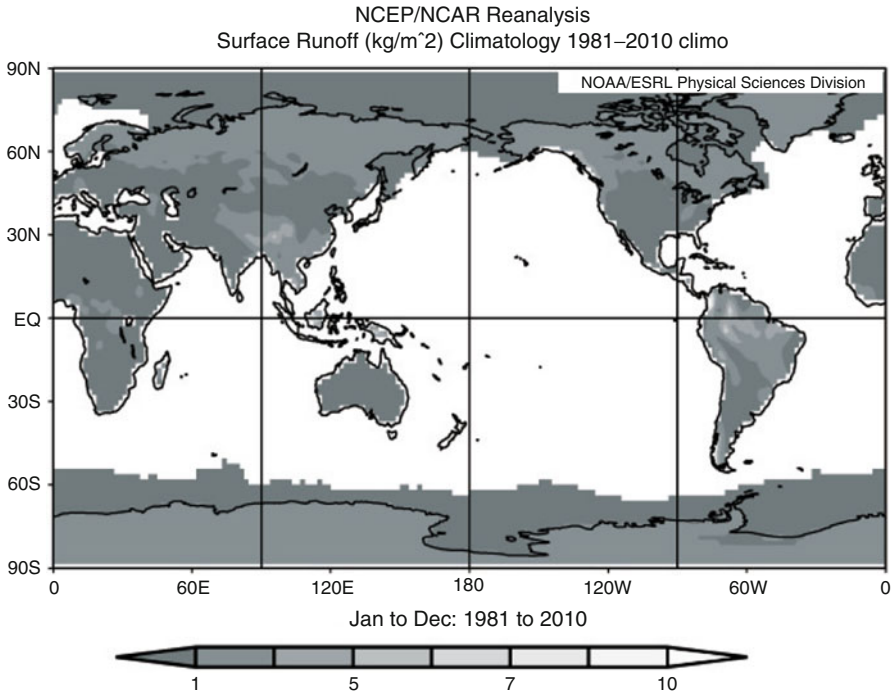 NCEP/NCAR Reanalysis
Surface Runoff (kg/mˆ2) Climatology 1981–2010 climo
NOAA/ESRL Physical Sciences Division
90N
60N
30N
EQ
30S
60S
90S
0 60E 120E 180 120W 60W 0
Jan to Dec: 1981 to 2010
1 5 7 10